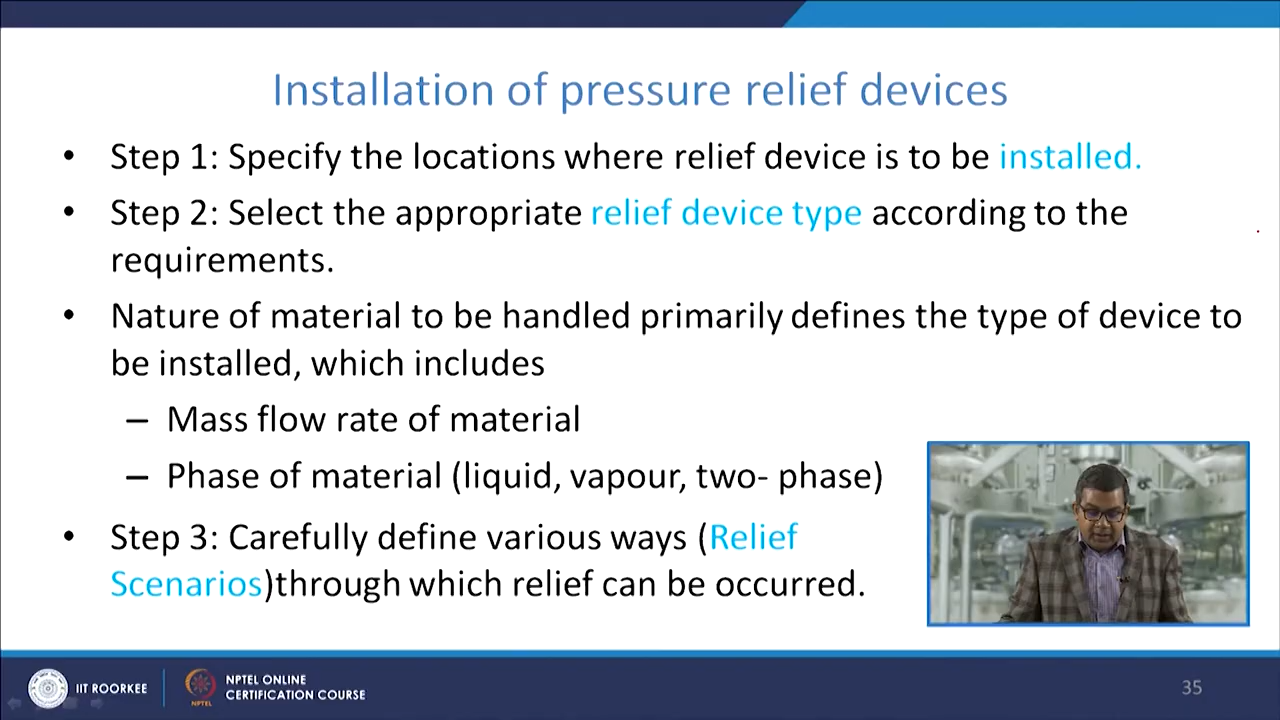 Installation of pressure relief devices
• Step 1: Specify the locations where relief device is to be installed.
• Step 2: Select the appropriate relief device type according to the
requirements.
• Nature of material to be handled primarily defines the type of device to
be installed, which includes
– Mass flow rate of material
– Phase of material (liquid, vapour, two- phase)
• Step 3: Carefully define various ways (Relief
Scenarios)through which relief can be occurred.
IIT ROORKEE
NPTEL
NPTEL ONLINE
CERTIFICATION COURSE
35